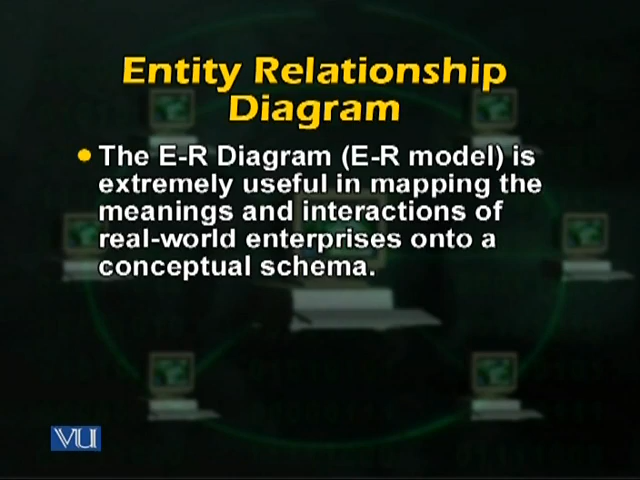 Entity Relationship
Diagram
The E-R Diagram (E-R model) is
extremely useful in mapping the
meanings and interactions of
real-world enterprises onto a
conceptual schema.
VU